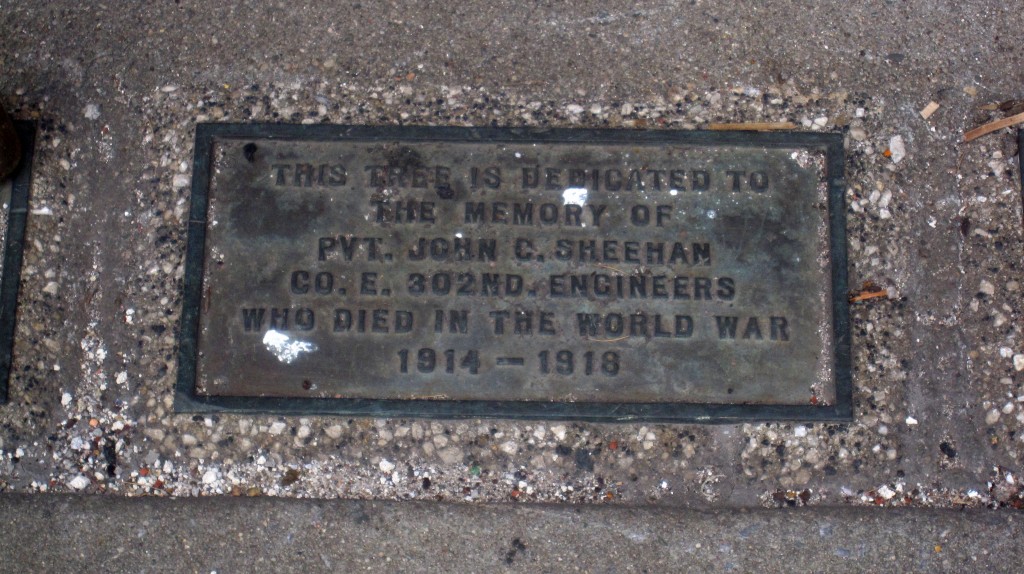 THIS TREE IS DEDICATED TO
THE MEMORY OF
PVT. JOHN C. SHEEHAN
CO. E. 302ND. ENGINEERS
WHO DIED IN THE WORLD WAR
1914 — 1918